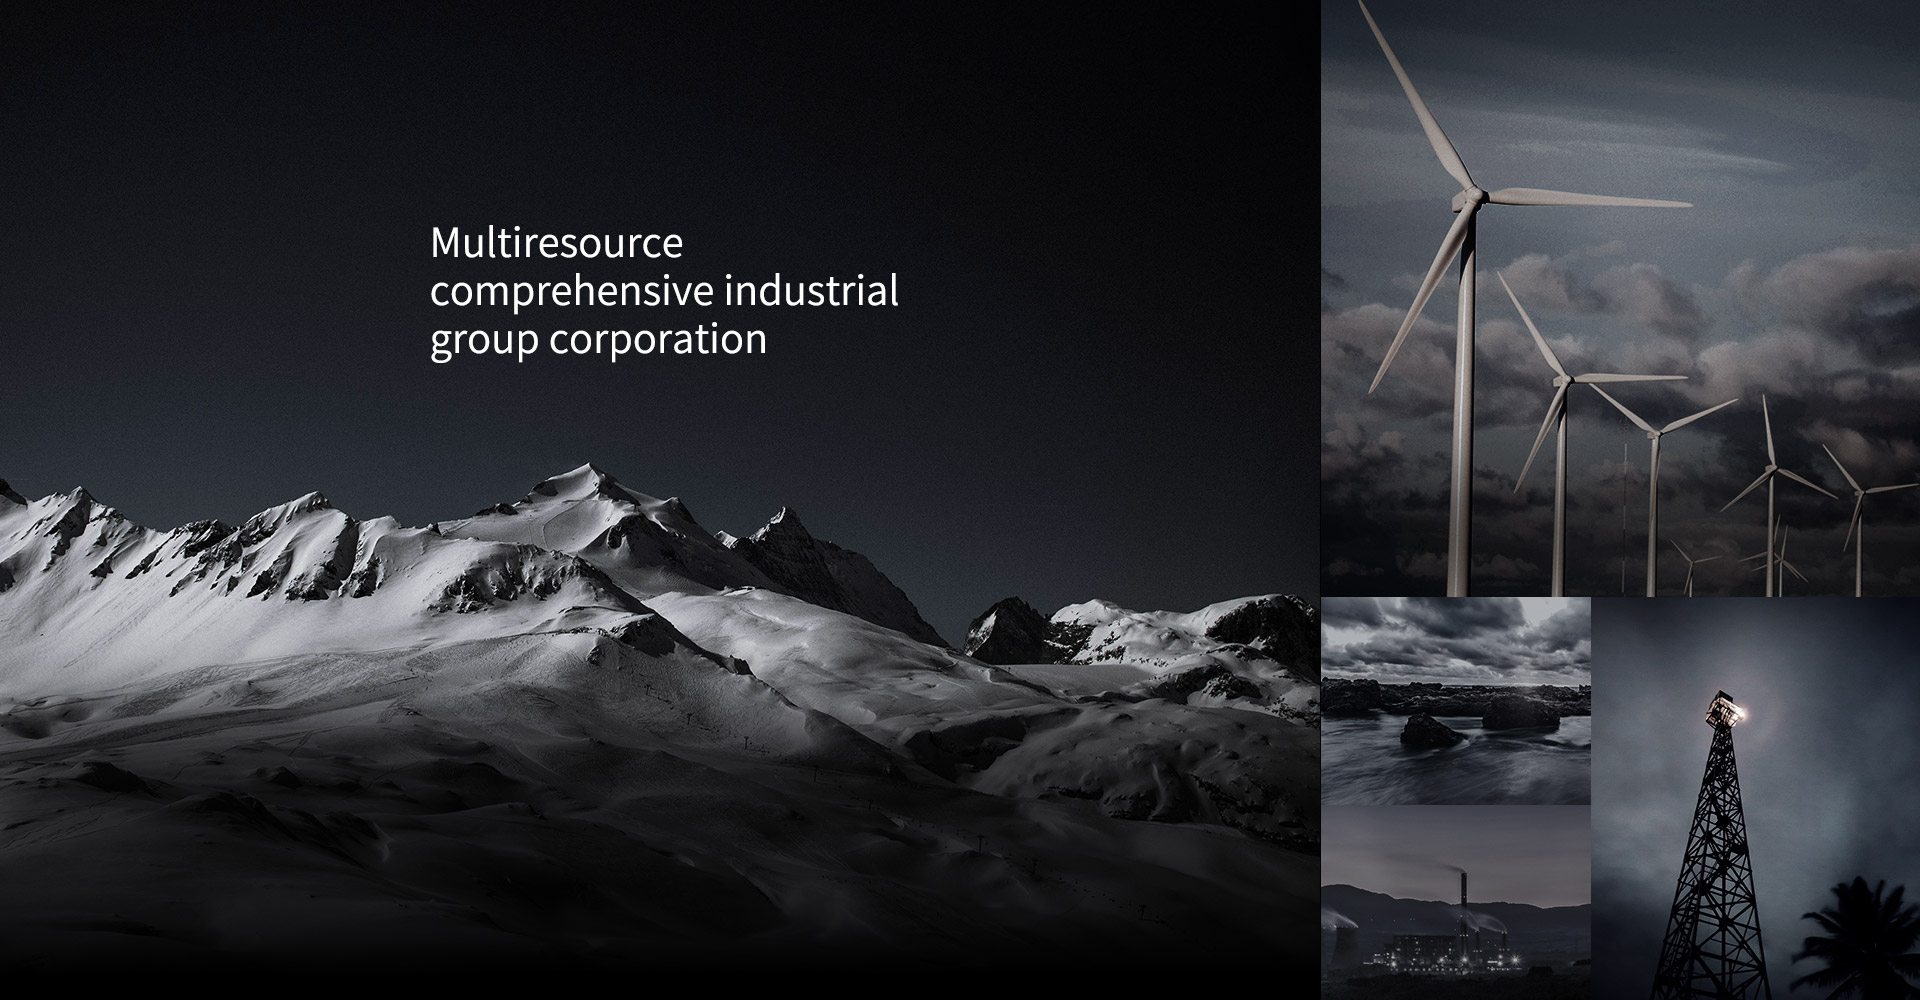 Multiresource
comprehensive industrial
group corporation